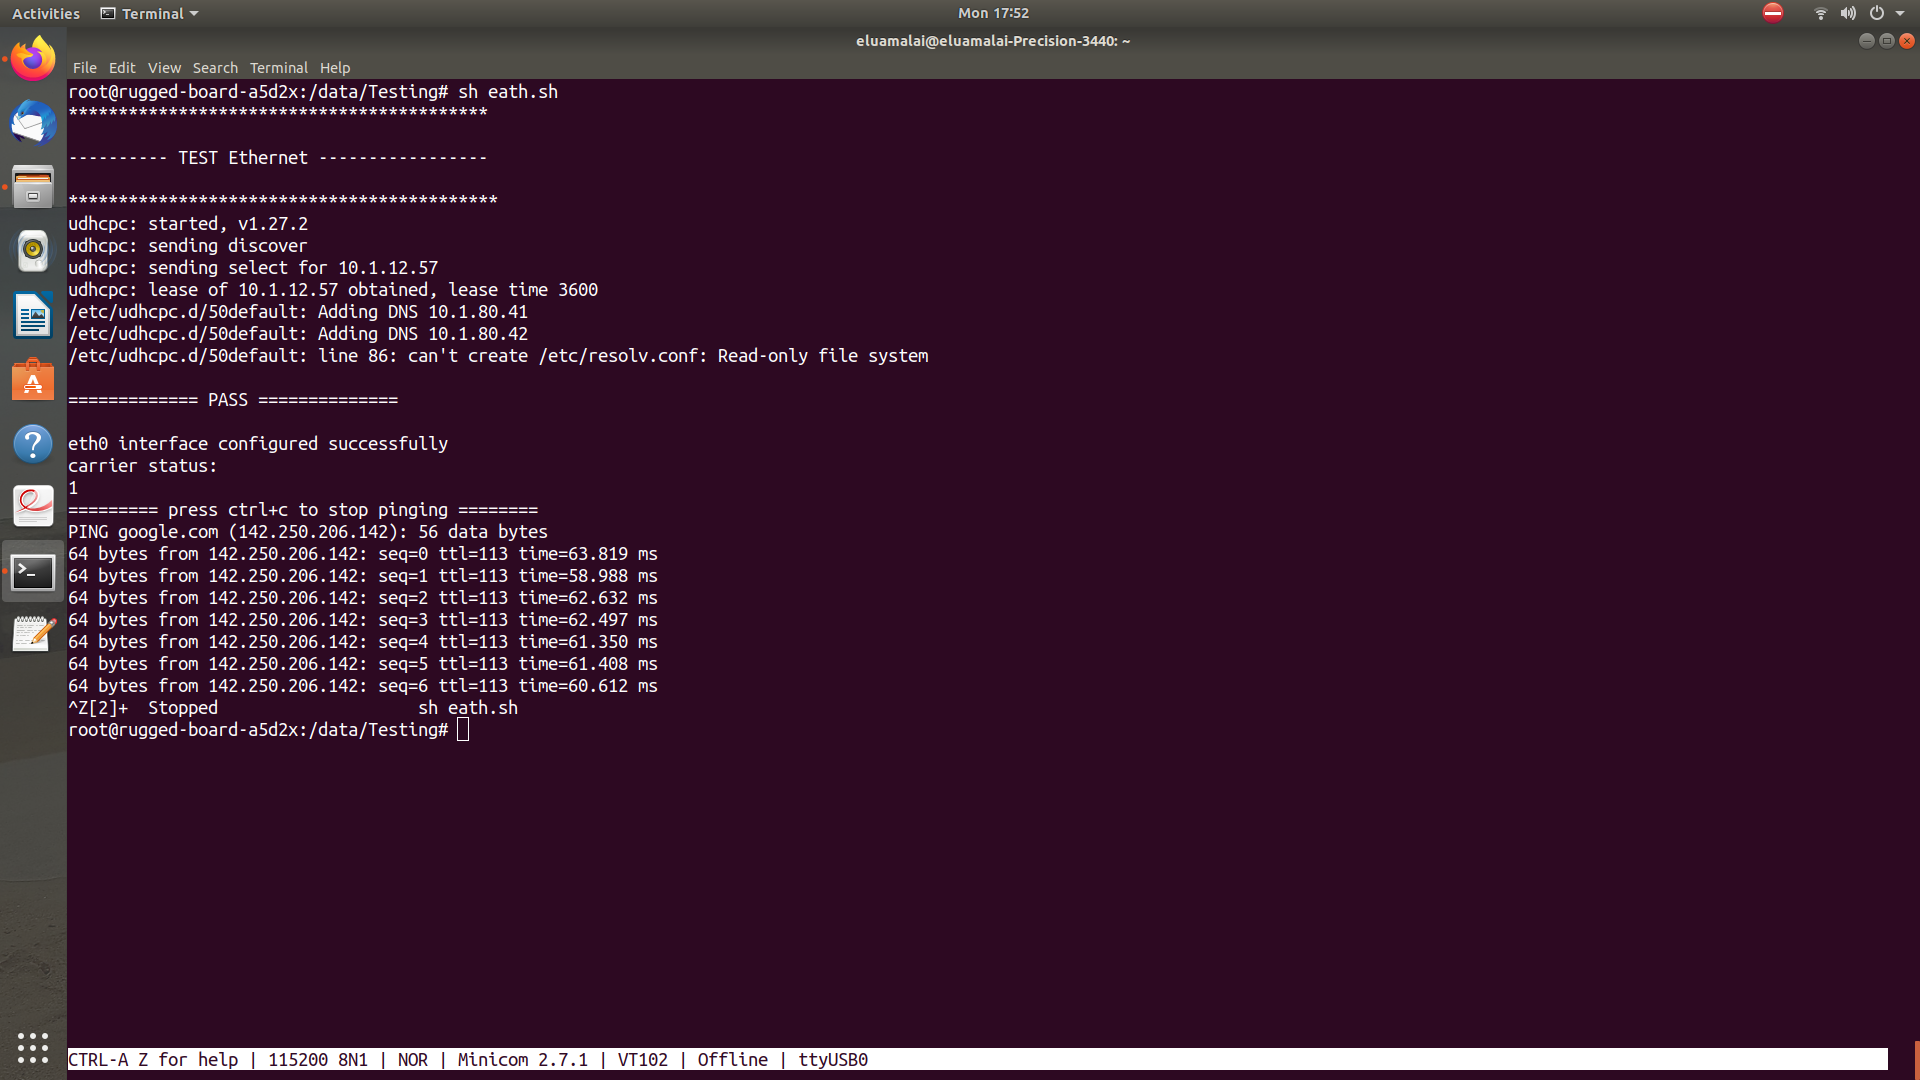 Activities Terminal Mon 17:52
eluamalai@eluamalai-Precision-3440: ~
File Edit View Search Terminal Help
root@rugged-board-a5d2x:/data/Testing# sh eath.sh
******************************************
---------- TEST Ethernet -----------------
*******************************************
udhcpc: started, v1.27.2
udhcpc: sending discover
udhcpc: sending select for 10.1.12.57
udhcpc: lease of 10.1.12.57 obtained, lease time 3600
/etc/udhcpc.d/50default: Adding DNS 10.1.80.41
/etc/udhcpc.d/50default: Adding DNS 10.1.80.42
/etc/udhcpc.d/50default: line 86: can't create /etc/resolv.conf: Read-only file system
============= PASS ==============
eth0 interface configured successfully
carrier status:
1
========= press ctrl+c to stop pinging ========
PING google.com (142.250.206.142): 56 data bytes
64 bytes from 142.250.206.142: seq=0 ttl=113 time=63.819 ms
64 bytes from 142.250.206.142: seq=1 ttl=113 time=58.988 ms
64 bytes from 142.250.206.142: seq=2 ttl=113 time=62.632 ms
64 bytes from 142.250.206.142: seq=3 ttl=113 time=62.497 ms
64 bytes from 142.250.206.142: seq=4 ttl=113 time=61.350 ms
64 bytes from 142.250.206.142: seq=5 ttl=113 time=61.408 ms
64 bytes from 142.250.206.142: seq=6 ttl=113 time=60.612 ms
^Z[2]+  Stopped                    sh eath.sh
root@rugged-board-a5d2x:/data/Testing#
CTRL-A Z for help | 115200 8N1 | NOR | Minicom 2.7.1 | VT102 | Offline | ttyUSB0